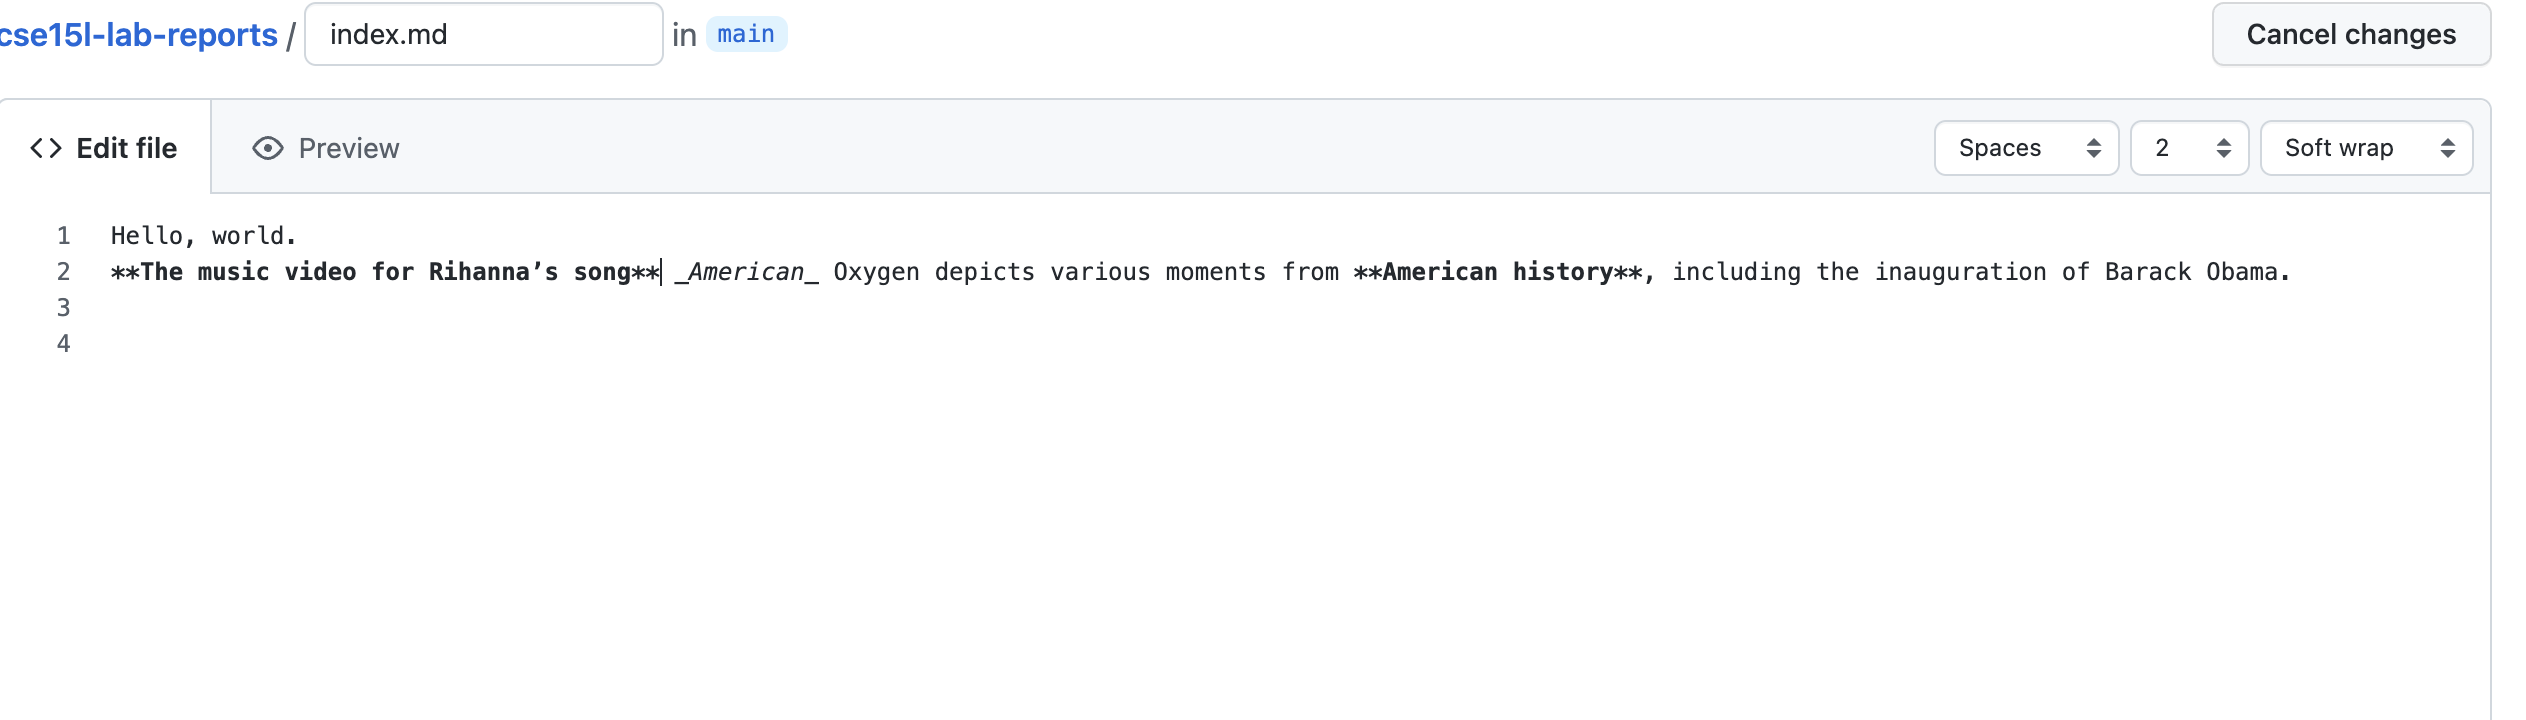 cse15l-lab-reports / index.md in main Cancel changes
<> Edit file Preview Spaces 2 Soft wrap
1 Hello, world.
2 **The music video for Rihanna’s song** _American_ Oxygen depicts various moments from **American history**, including the inauguration of Barack Obama.
3
4